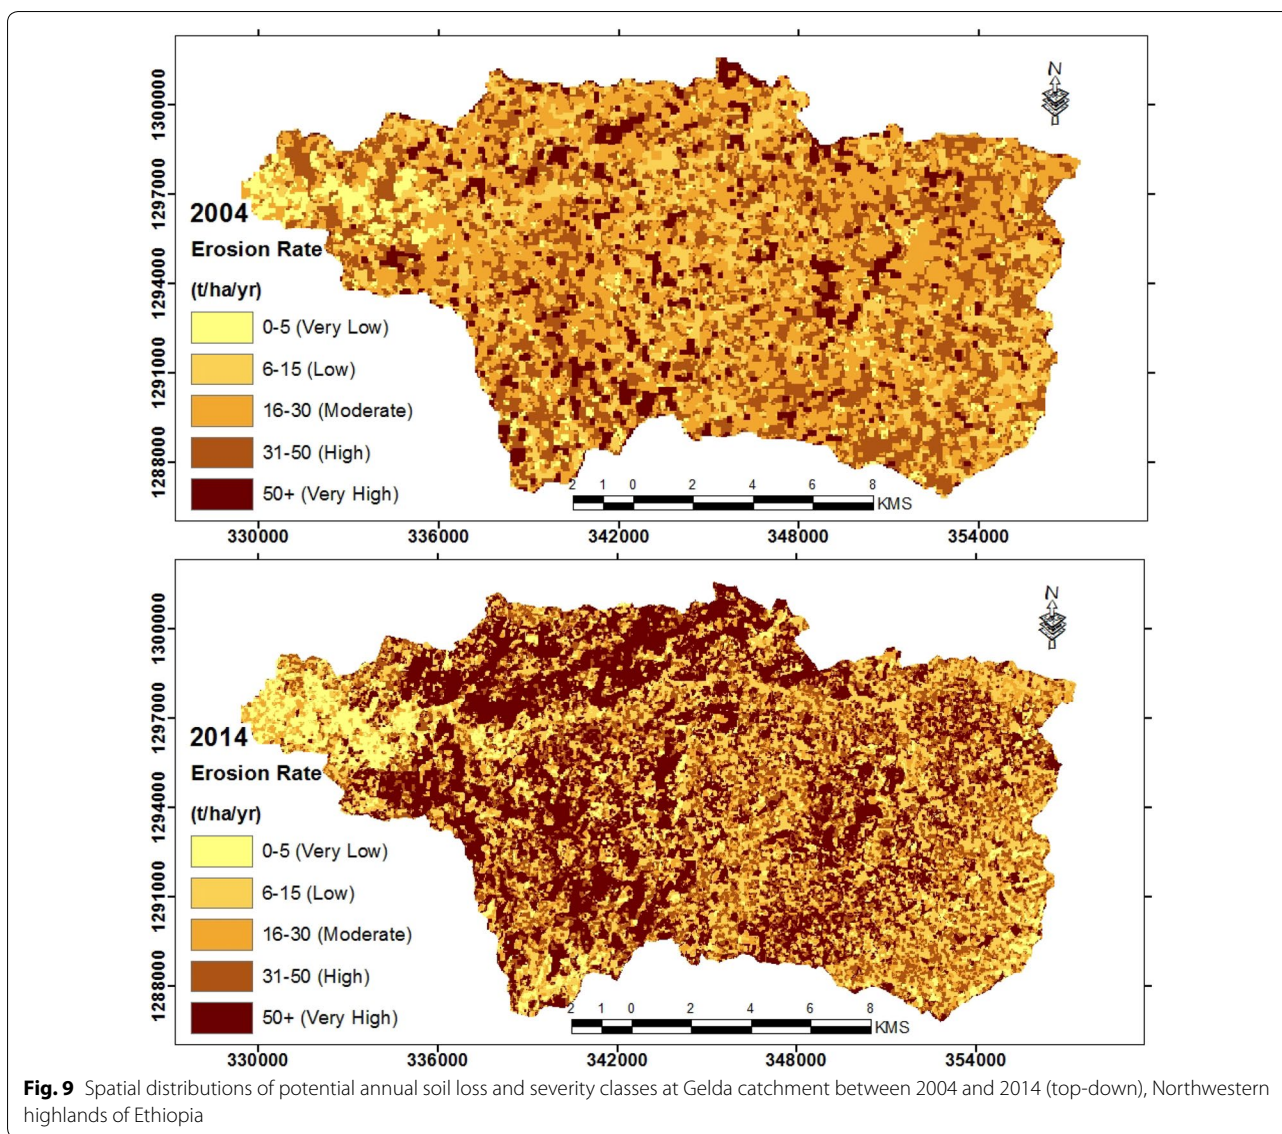 N
1300000
1297000
1294000
1291000
1288000
2004
Erosion Rate
(t/ha/yr)
0-5 (Very Low)
6-15 (Low)
16-30 (Moderate)
31-50 (High)
50+ (Very High)
2 1 0 2 4 6 8
KMS
330000 336000 342000 348000 354000
N
1300000
1297000
1294000
1291000
1288000
2014
Erosion Rate
(t/ha/yr)
0-5 (Very Low)
6-15 (Low)
16-30 (Moderate)
31-50 (High)
50+ (Very High)
2 1 0 2 4 6 8
KMS
330000 336000 342000 348000 354000
Fig. 9 Spatial distributions of potential annual soil loss and severity classes at Gelda catchment between 2004 and 2014 (top-down), Northwestern
highlands of Ethiopia